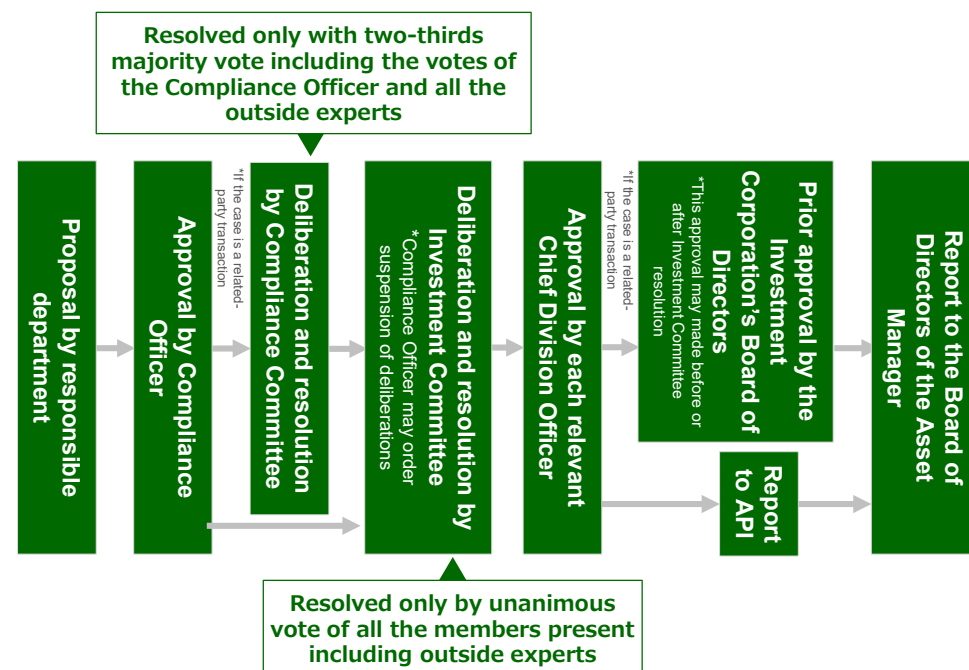 Resolved only with two-thirds
majority vote including the votes of
the Compliance Officer and all the
outside experts
Proposal by responsible
department
Approval by Compliance
Officer
*If the case is a related-
party transaction
Deliberation and resolution
by Compliance Committee
Deliberation and resolution by
Investment Committee
*Compliance Officer may order
suspension of deliberations
Approval by each relevant
Chief Division Officer
*If the case is a related-
party transaction
Prior approval by the
Investment
Corporation's Board of
Directors
*This approval may made before or
after Investment Committee
resolution
Report
to API
Report to the Board of
Directors of the Asset
Manager
Resolved only by unanimous
vote of all the members present
including outside experts